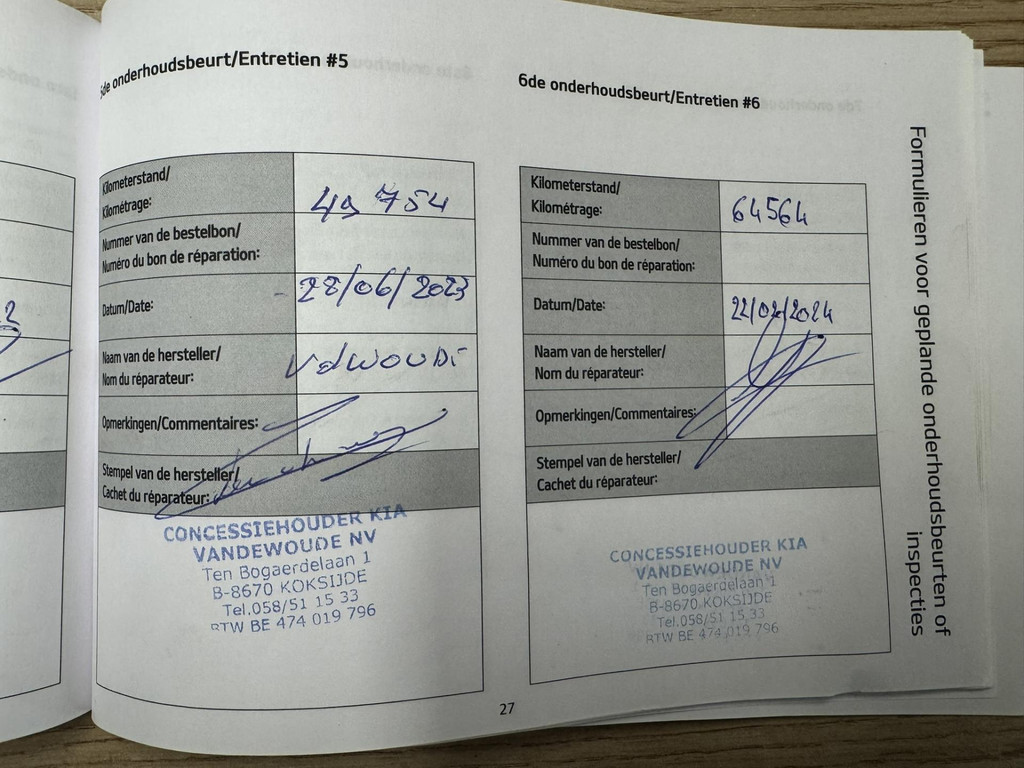 5de onderhoudsbeurt/Entretien #5
Kilometerstand/
Kilométrage:
49 754
Nummer van de bestelbon/
Numéro du bon de réparation:
Datum/Date:
28/06/2023
Naam van de hersteller/
Nom du réparateur:
VdWOUDE
Opmerkingen/Commentaires:
Stempel van de hersteller/
Cachet du réparateur:
CONCESSIEHOUDER KIA
VANDEWOUDE NV
Ten Bogaerdelaan 1
B-8670 KOKSIJDE
Tel.058/51 15 33
BTW BE 474 019 796
6de onderhoudsbeurt/Entretien #6
Kilometerstand/
Kilométrage:
64564
Nummer van de bestelbon/
Numéro du bon de réparation:
Datum/Date:
Naam van de hersteller/
Nom du réparateur:
Opmerkingen/Commentaires:
Stempel van de hersteller/
Cachet du réparateur:
CONCESSIEHOUDER KIA
VANDEWOUDE NV
Ten Bogaerdelaan 1
B-8670 KOKSIJDE
Tel.058/51 15 33
BTW BE 474 019 796
Formulieren voor geplande onderhoudsbeurten of
inspecties
27